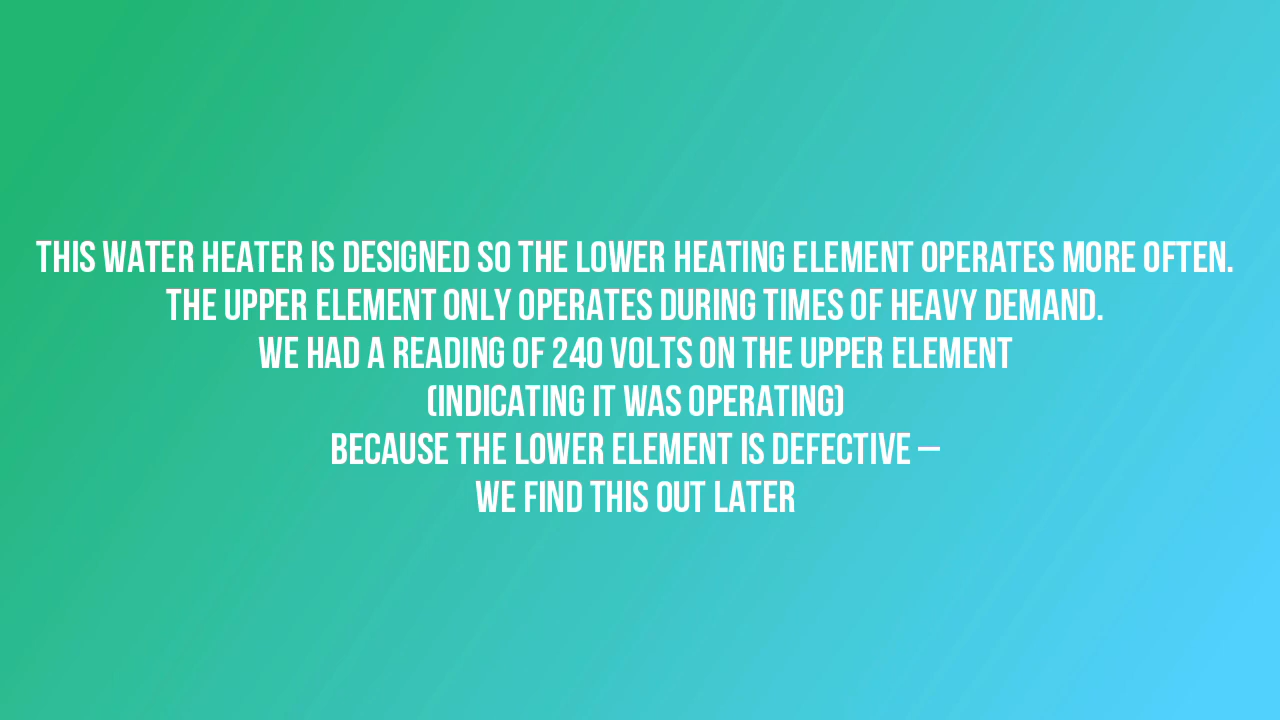 THIS WATER HEATER IS DESIGNED SO THE LOWER HEATING ELEMENT OPERATES MORE OFTEN.
THE UPPER ELEMENT ONLY OPERATES DURING TIMES OF HEAVY DEMAND.
WE HAD A READING OF 240 VOLTS ON THE UPPER ELEMENT
(INDICATING IT WAS OPERATING)
BECAUSE THE LOWER ELEMENT IS DEFECTIVE –
WE FIND THIS OUT LATER